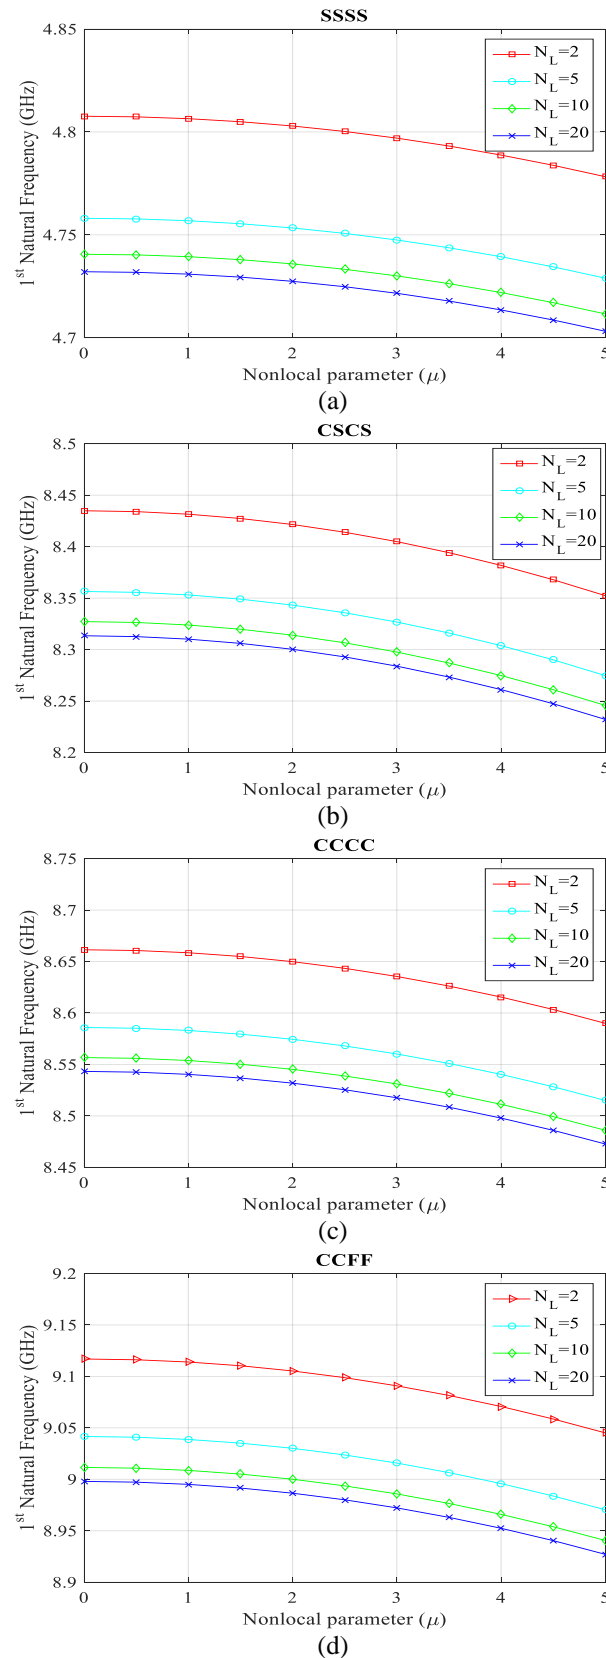 SSSS
4.85
4.8
4.75
4.7
1st Natural Frequency (GHz)
N_L=2
N_L=5
N_L=10
N_L=20
0 1 2 3 4 5
Nonlocal parameter (μ)
(a)
CSCS
8.5
8.45
8.4
8.35
8.3
8.25
8.2
1st Natural Frequency (GHz)
N_L=2
N_L=5
N_L=10
N_L=20
0 1 2 3 4 5
Nonlocal parameter (μ)
(b)
CCCC
8.75
8.7
8.65
8.6
8.55
8.5
8.45
1st Natural Frequency (GHz)
N_L=2
N_L=5
N_L=10
N_L=20
0 1 2 3 4 5
Nonlocal parameter (μ)
(c)
CCFF
9.2
9.15
9.1
9.05
9
8.95
8.9
1st Natural Frequency (GHz)
N_L=2
N_L=5
N_L=10
N_L=20
0 1 2 3 4 5
Nonlocal parameter (μ)
(d)